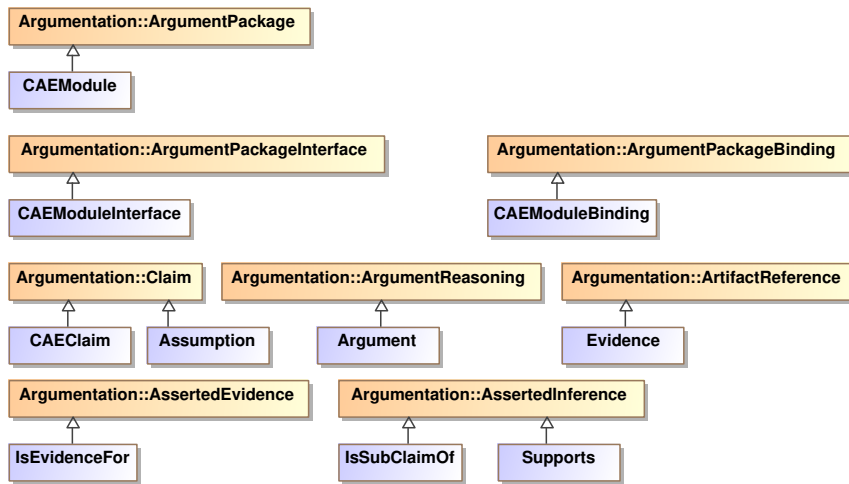 Argumentation::ArgumentPackage
CAEModule
Argumentation::ArgumentPackageInterface
Argumentation::ArgumentPackageBinding
CAEModuleInterface
CAEModuleBinding
Argumentation::Claim
Argumentation::ArgumentReasoning
Argumentation::ArtifactReference
CAEClaim
Assumption
Argument
Evidence
Argumentation::AssertedEvidence
Argumentation::AssertedInference
IsEvidenceFor
IsSubClaimOf
Supports